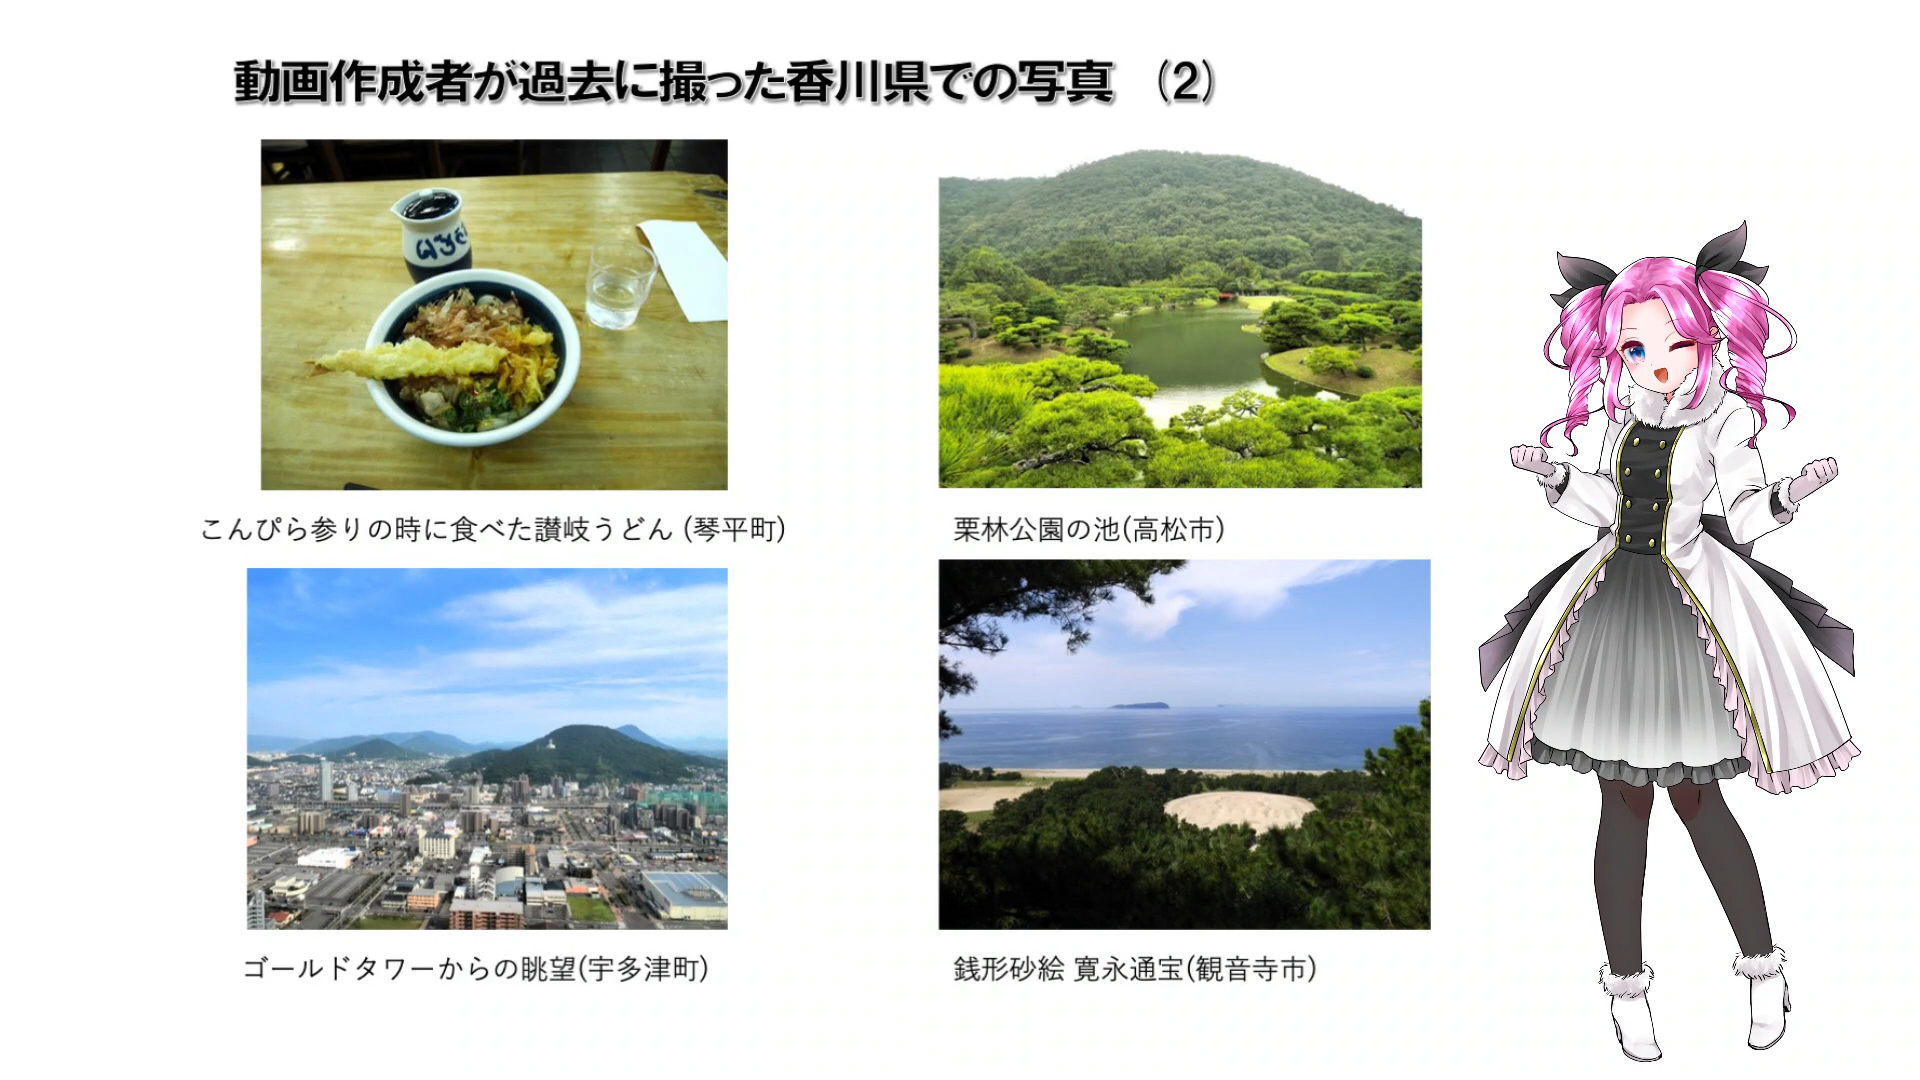 動画作成者が過去に撮った香川県での写真 (2)
こんぴら参りの時に食べた讃岐うどん (琴平町)
栗林公園の池(高松市)
ゴールドタワーからの眺望(宇多津町)
銭形砂絵 寛永通宝(観音寺市)